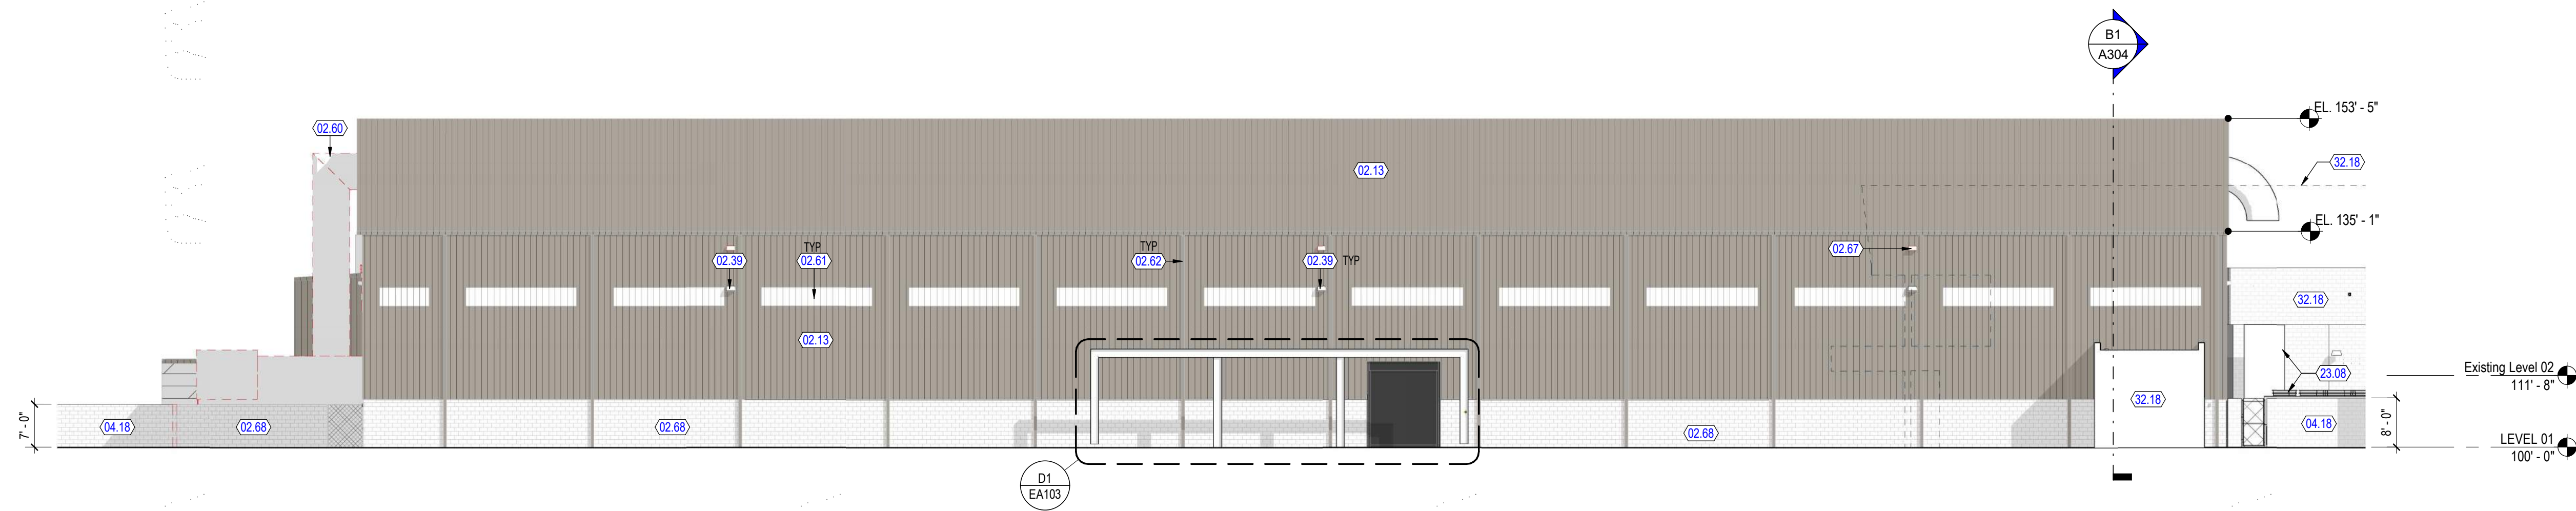 B1
A304
EL. 153' - 5"
02.60
32.18
02.13
EL. 135' - 1"
TYP
TYP
02.67
02.39
02.61
02.62
02.39
TYP
32.18
02.13
Existing Level 02
111' - 8"
23.08
32.18
7' - 0"
04.18
02.68
02.68
02.68
04.18
8' - 0"
LEVEL 01
100' - 0"
D1
EA103